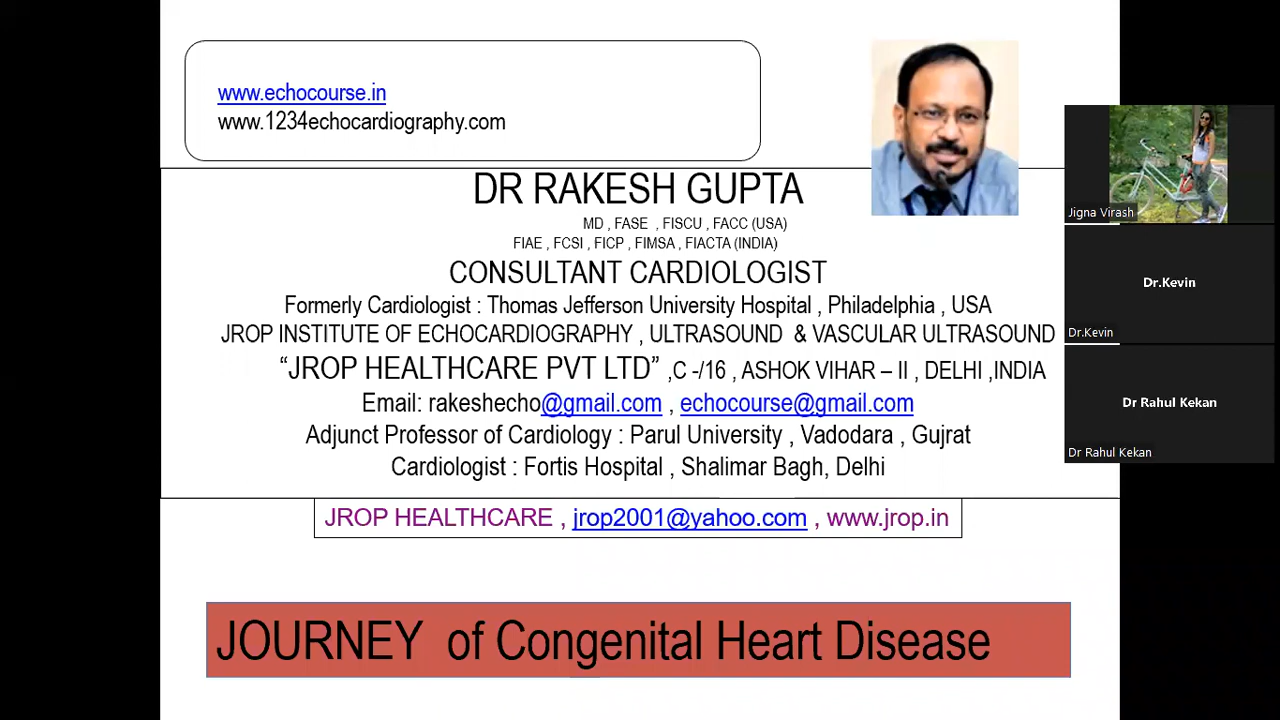 www.echocourse.in
www.1234echocardiography.com
DR RAKESH GUPTA
MD , FASE , FISCU , FACC (USA)
FIAE , FCSI , FICP , FIMSA , FIACTA (INDIA)
CONSULTANT CARDIOLOGIST
Formerly Cardiologist : Thomas Jefferson University Hospital , Philadelphia , USA
JROP INSTITUTE OF ECHOCARDIOGRAPHY , ULTRASOUND & VASCULAR ULTRASOUND
“JROP HEALTHCARE PVT LTD” ,C -/16 , ASHOK VIHAR – II , DELHI ,INDIA
Email: rakeshecho@gmail.com , echocourse@gmail.com
Adjunct Professor of Cardiology : Parul University , Vadodara , Gujrat
Cardiologist : Fortis Hospital , Shalimar Bagh, Delhi
JROP HEALTHCARE , jrop2001@yahoo.com , www.jrop.in
JOURNEY of Congenital Heart Disease
Jigna Virash
Dr.Kevin
Dr.Kevin
Dr Rahul Kekan
Dr Rahul Kekan